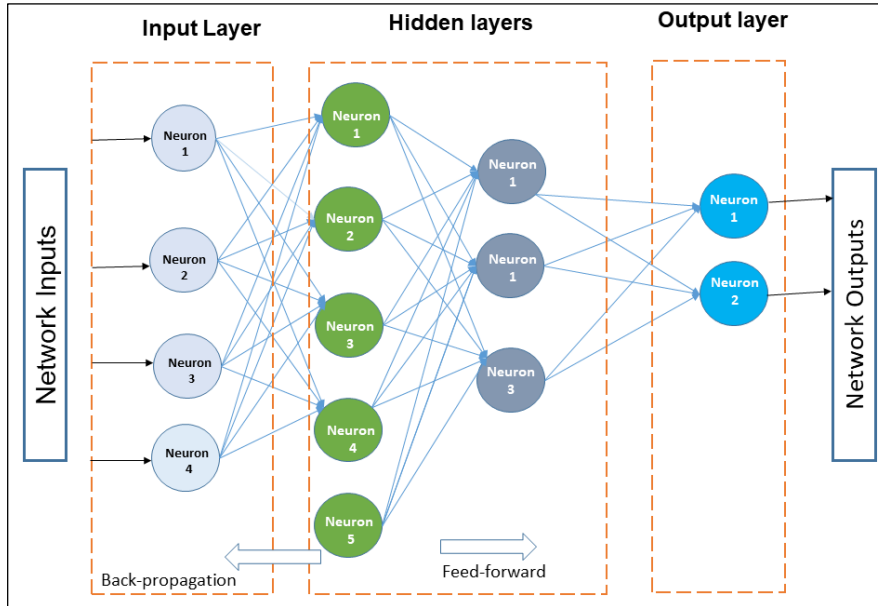 Input Layer
Hidden layers
Output layer
Network Inputs
Neuron
1
Neuron
2
Neuron
3
Neuron
4
Neuron
1
Neuron
2
Neuron
3
Neuron
4
Neuron
5
Neuron
1
Neuron
1
Neuron
3
Neuron
1
Neuron
2
Network Outputs
Back-propagation
Feed-forward